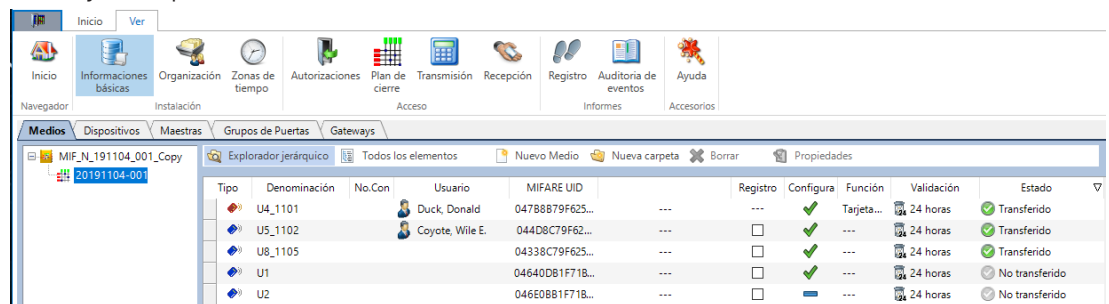 Inicio Ver
Inicio Informaciones básicas Organización Zonas de tiempo Autorizaciones Plan de cierre Transmisión Recepción Registro Auditoria de eventos Ayuda
Navegador Instalación Acceso Informes Accesorios
Medios Dispositivos Maestras Grupos de Puertas Gateways
MIF_N_191104_001_Copy
20191104-001
Explorador jerárquico Todos los elementos Nuevo Medio Nueva carpeta Borrar Propiedades
Tipo Denominación No.Con Usuario MIFARE UID Registro Configura Función Validación Estado
U4_1101 Duck, Donald 047B8B79F625... --- --- Tarjeta... 24 horas Transferido
U5_1102 Coyote, Wile E. 044D8C79F62... --- --- 24 horas Transferido
U8_1105 04338C79F625... --- --- 24 horas Transferido
U1 04640DB1F71B... --- --- 24 horas No transferido
U2 046E0BB1F71B... --- --- 24 horas No transferido